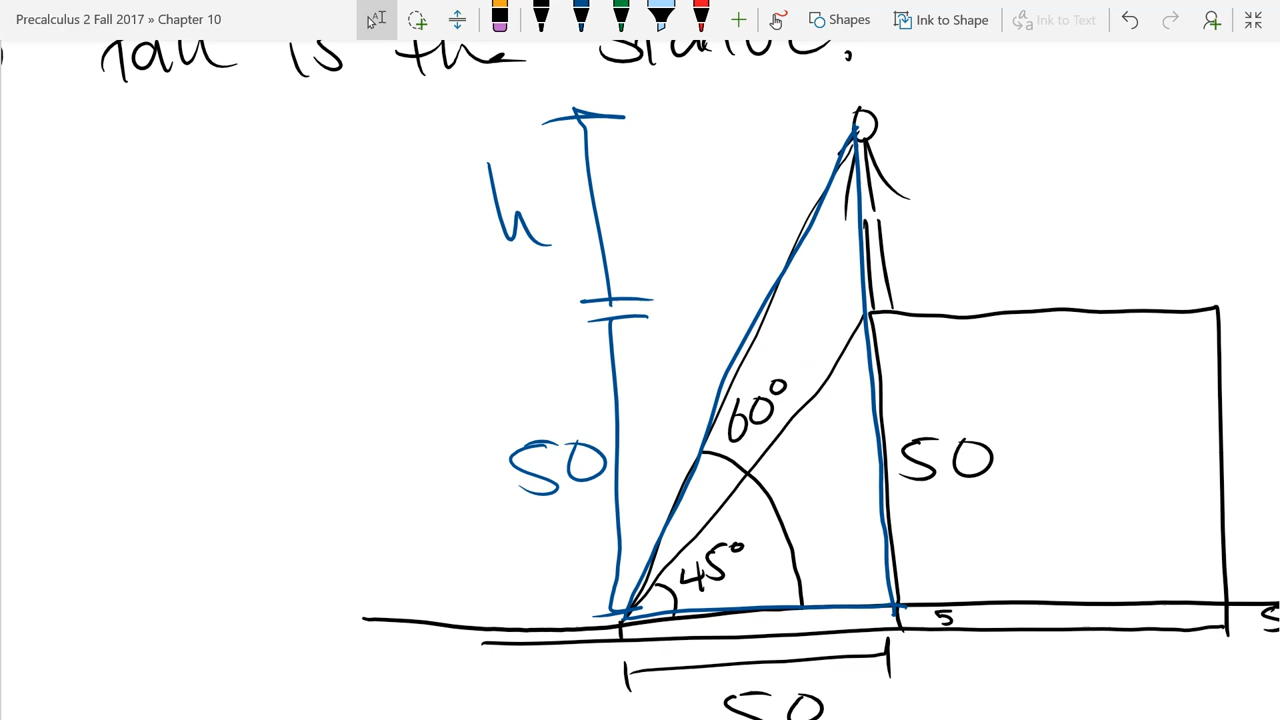 Precalculus 2 Fall 2017 » Chapter 10
Shapes
Ink to Shape
Ink to Text
tall is the statue?
h
60°
50
50
45°
5
50